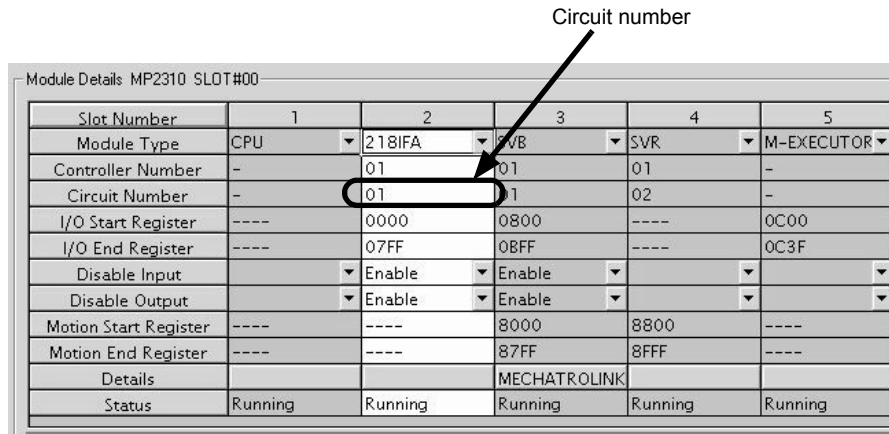 Circuit number
Module Details MP2310 SLOT#00
Slot Number 1 2 3 4 5
Module Type CPU 218IFA SVB SVR M-EXECUTOR
Controller Number - 01 01 01 -
Circuit Number - 01 01 02 -
I/O Start Register ---- 0000 0800 ---- 0C00
I/O End Register ---- 07FF 0BFF ---- 0C3F
Disable Input Enable Enable
Disable Output Enable Enable
Motion Start Register ---- ---- 8000 8800 ----
Motion End Register ---- ---- 87FF 8FFF ----
Details MECHATROLINK
Status Running Running Running Running Running